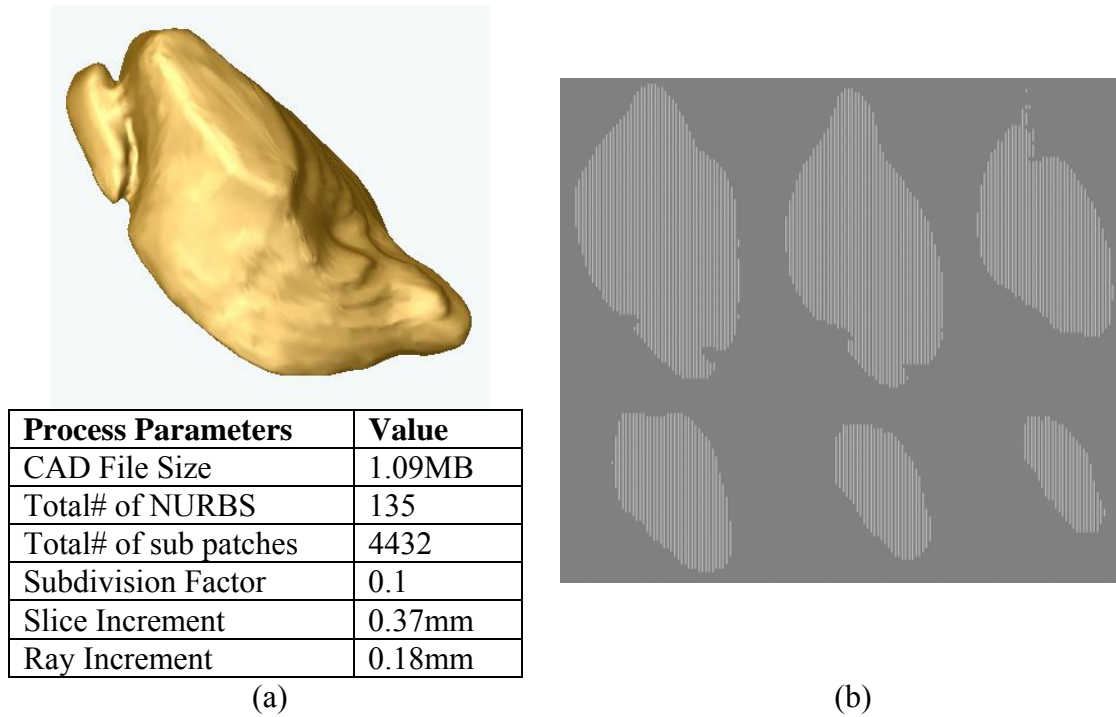 Process Parameters Value
CAD File Size 1.09MB
Total# of NURBS 135
Total# of sub patches 4432
Subdivision Factor 0.1
Slice Increment 0.37mm
Ray Increment 0.18mm
(a) (b)